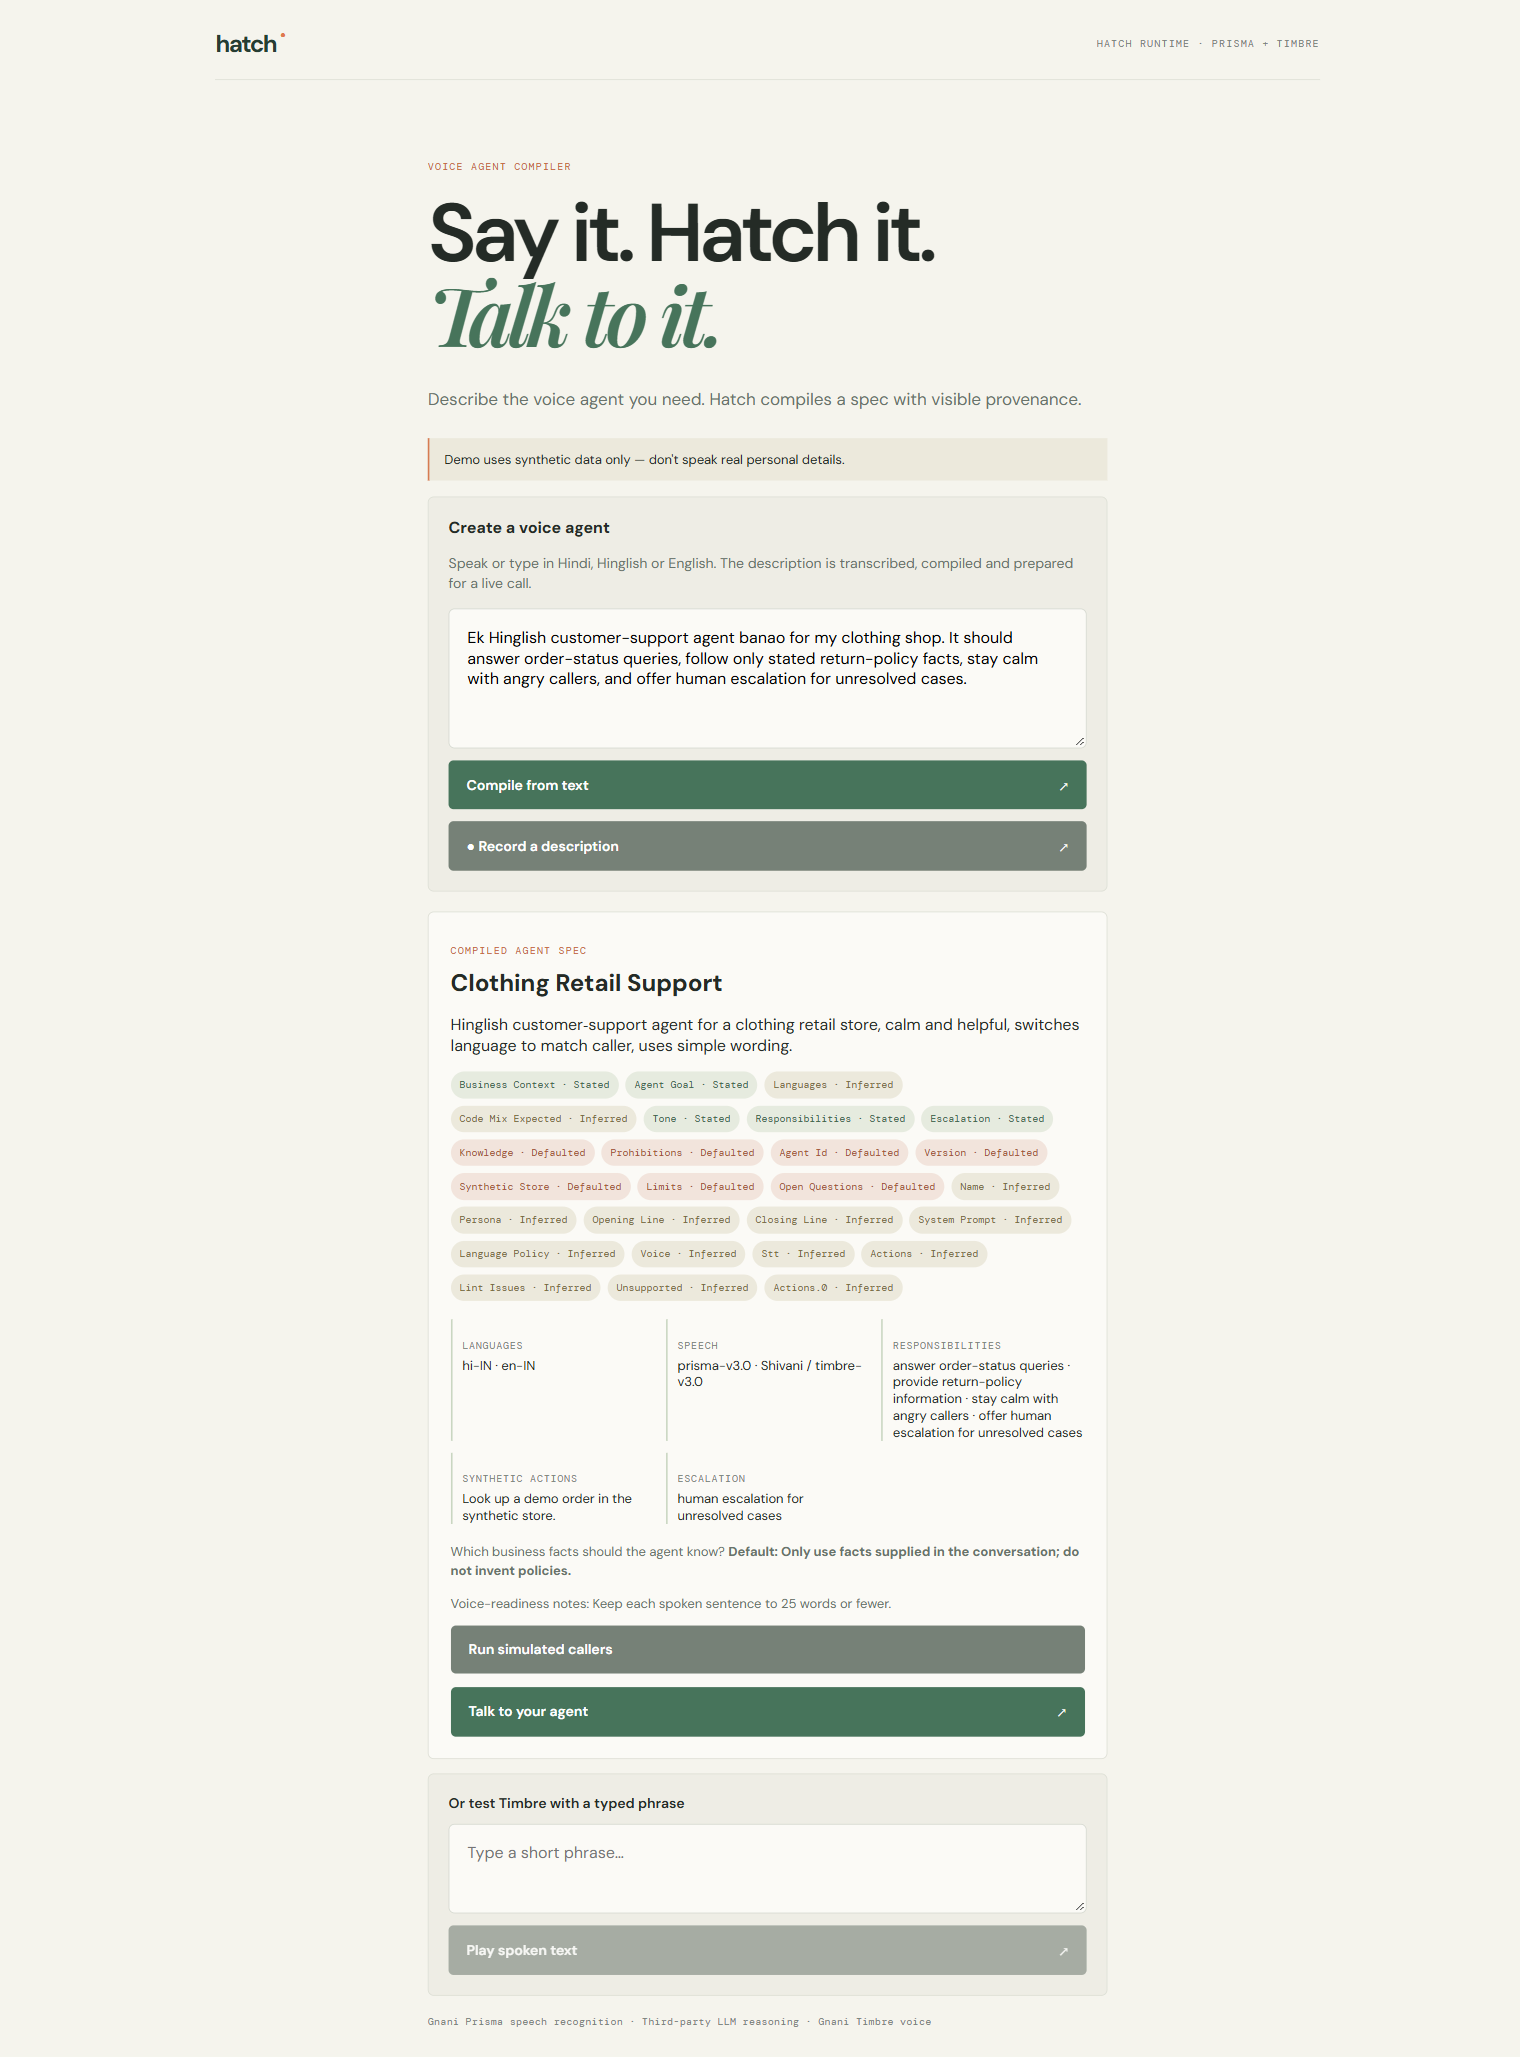 hatch
HATCH RUNTIME · PRISMA + TIMBRE
VOICE AGENT COMPILER
Say it. Hatch it.
Talk to it.
Describe the voice agent you need. Hatch compiles a spec with visible provenance.
Demo uses synthetic data only — don't speak real personal details.
Create a voice agent
Speak or type in Hindi, Hinglish or English. The description is transcribed, compiled and prepared
for a live call.
Ek Hinglish customer-support agent banao for my clothing shop. It should
answer order-status queries, follow only stated return-policy facts, stay calm
with angry callers, and offer human escalation for unresolved cases.
Compile from text ↗
● Record a description ↗
COMPILED AGENT SPEC
Clothing Retail Support
Hinglish customer-support agent for a clothing retail store, calm and helpful, switches
language to match caller, uses simple wording.
Business Context · Stated Agent Goal · Stated Languages · Inferred
Code Mix Expected · Inferred Tone · Stated Responsibilities · Stated Escalation · Stated
Knowledge · Defaulted Prohibitions · Defaulted Agent Id · Defaulted Version · Defaulted
Synthetic Store · Defaulted Limits · Defaulted Open Questions · Defaulted Name · Inferred
Persona · Inferred Opening Line · Inferred Closing Line · Inferred System Prompt · Inferred
Language Policy · Inferred Voice · Inferred Stt · Inferred Actions · Inferred
Lint Issues · Inferred Unsupported · Inferred Actions.0 · Inferred
LANGUAGES
hi-IN · en-IN
SPEECH
prisma-v3.0 · Shivani / timbre-
v3.0
RESPONSIBILITIES
answer order-status queries ·
provide return-policy
information · stay calm with
angry callers · offer human
escalation for unresolved cases
SYNTHETIC ACTIONS
Look up a demo order in the
synthetic store.
ESCALATION
human escalation for
unresolved cases
Which business facts should the agent know? Default: Only use facts supplied in the conversation; do
not invent policies.
Voice-readiness notes: Keep each spoken sentence to 25 words or fewer.
Run simulated callers
Talk to your agent ↗
Or test Timbre with a typed phrase
Type a short phrase...
Play spoken text ↗
Gnani Prisma speech recognition · Third-party LLM reasoning · Gnani Timbre voice